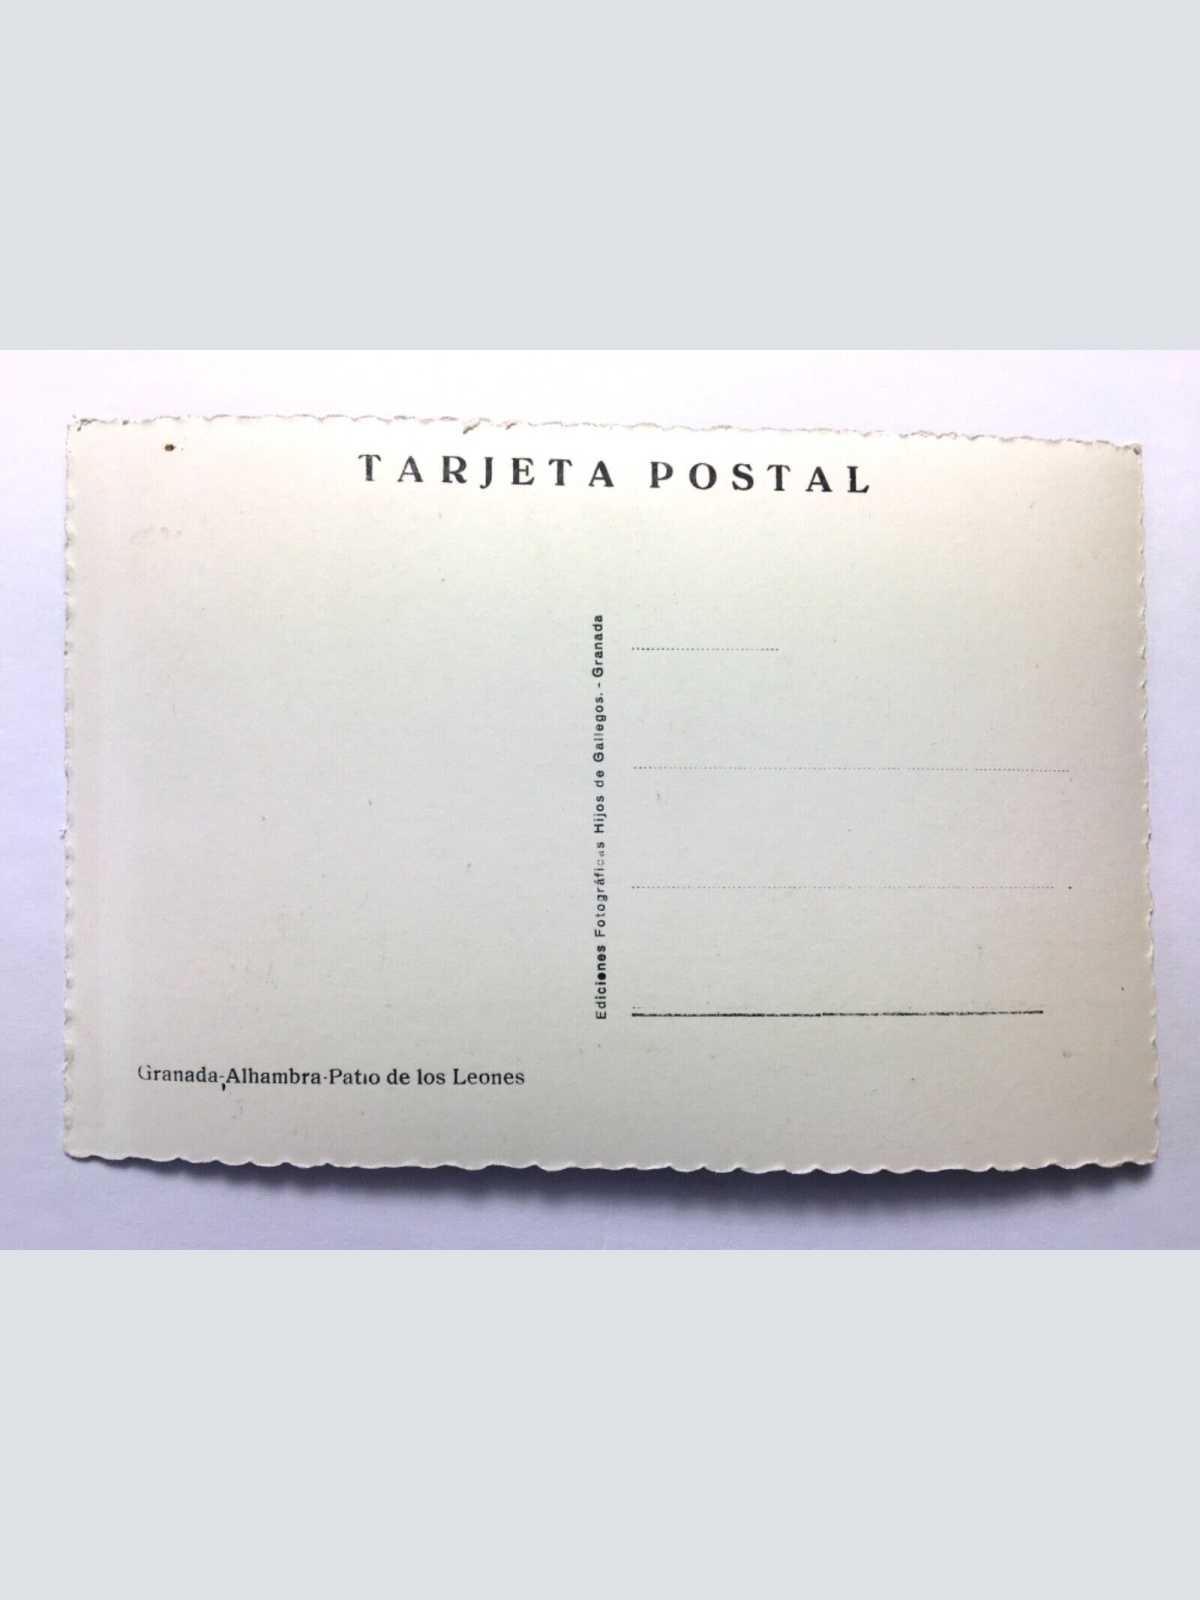 TARJETA POSTAL
Ediciones Fotográficas Hijos de Gallegos. - Granada
Granada-Alhambra-Patio de los Leones